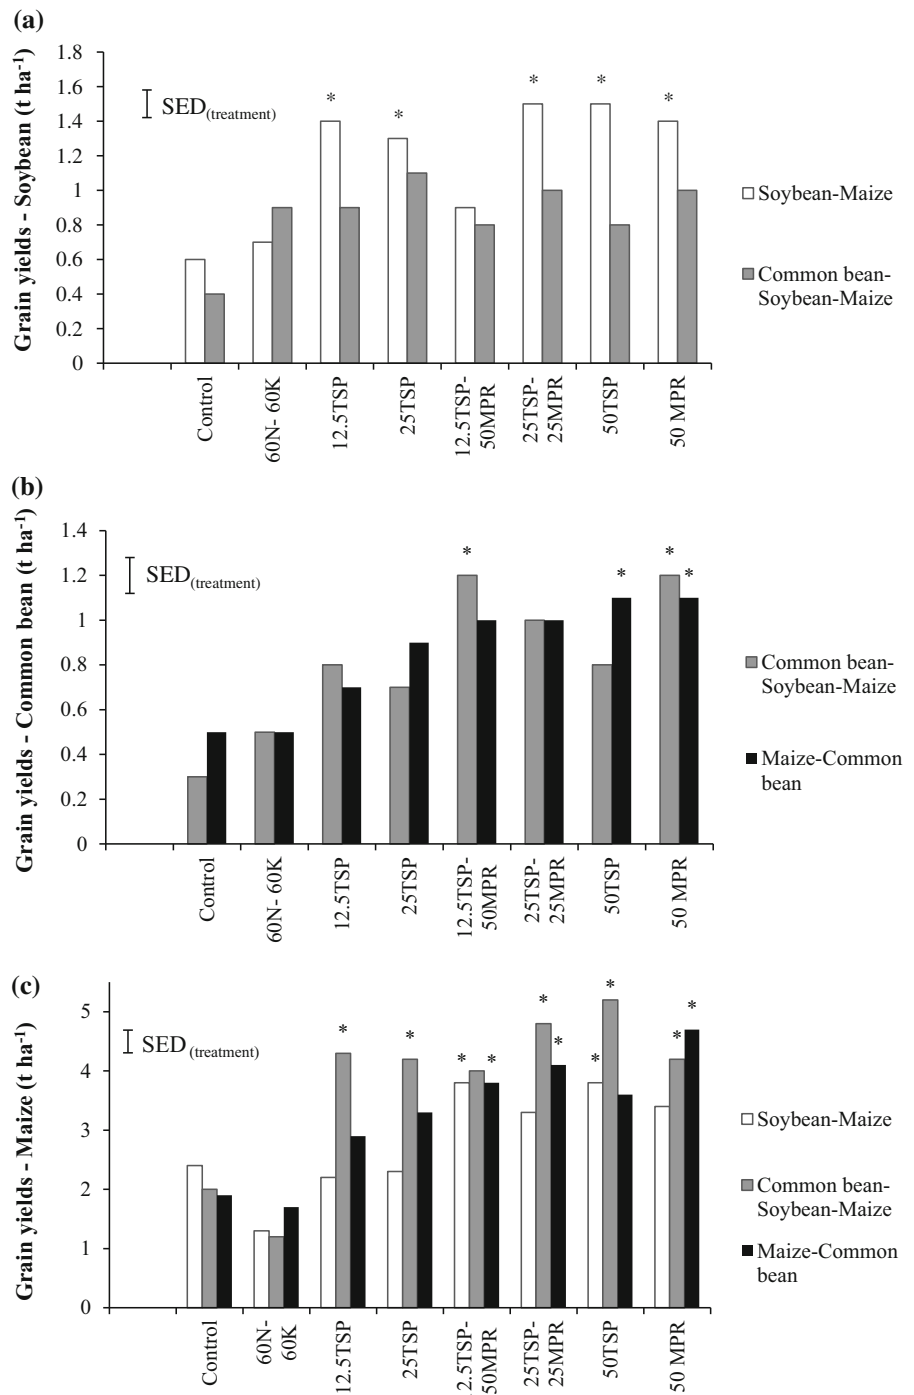 (a)
Grain yields - Soybean (t ha-1)
1.8
1.6
1.4
1.2
1
0.8
0.6
0.4
0.2
0
SED(treatment)
*
*
*
*
*
Control
60N- 60K
12.5TSP
25TSP
12.5TSP-
50MPR
25TSP-
25MPR
50TSP
50 MPR
Soybean-Maize
Common bean-
Soybean-Maize
(b)
Grain yields - Common bean (t ha-1)
1.4
1.2
1
0.8
0.6
0.4
0.2
0
SED(treatment)
*
*
*
*
Control
60N- 60K
12.5TSP
25TSP
12.5TSP-
50MPR
25TSP-
25MPR
50TSP
50 MPR
Common bean-
Soybean-Maize
Maize-Common
bean
(c)
Grain yields - Maize (t ha-1)
5
4
3
2
1
0
SED (treatment)
*
*
*
*
*
*
*
*
*
*
Control
60N-
60K
12.5TSP
25TSP
12.5TSP-
50MPR
25TSP-
25MPR
50TSP
50 MPR
Soybean-Maize
Common bean-
Soybean-Maize
Maize-Common
bean